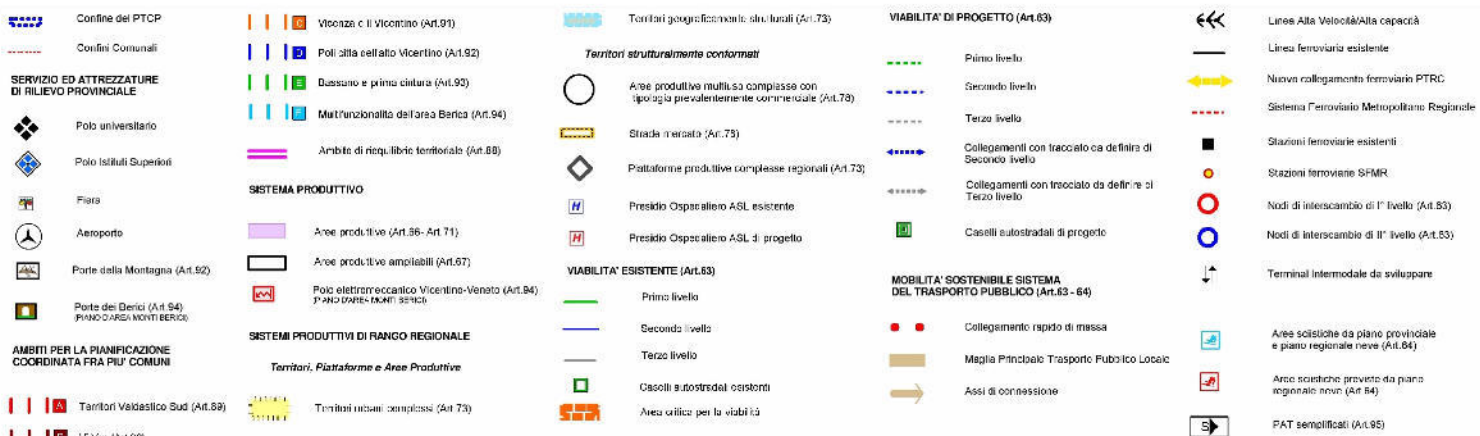 Confine del PTCP
Confini Comunali
SERVIZIO ED ATTREZZATURE
DI RILIEVO PROVINCIALE
Polo universitario
Polo Istituti Superiori
Fiera
Aeroporto
Porte della Montagna (Art.92)
Porte dei Berici (Art.94)
(PIANO D'AREA MONTI BERICI)
AMBITI PER LA PIANIFICAZIONE
COORDINATA FRA PIU' COMUNI
A Territori Valdastico Sud (Art.89)
C Vicenza e il Vicentino (Art.91)
D Poli città dell'alto Vicentino (Art.92)
E Bassano e prima cintura (Art.93)
F Multifunzionalità dell'area Berica (Art.94)
Ambito di riequilibrio territoriale (Art.88)
SISTEMA PRODUTTIVO
Aree produttive (Art.66- Art.71)
Aree produttive ampliabili (Art.67)
Polo elettromeccanico Vicentino-Veneto (Art.94)
(PIANO D'AREA MONTI BERICI)
SISTEMI PRODUTTIVI DI RANGO REGIONALE
Territori, Piattaforme e Aree Produttive
Territori urbani complessi (Art.73)
Territori geograficamente strutturati (Art.73)
Territori strutturalmente conformati
Aree produttive multiuso complesse con
tipologia prevalentemente commerciale (Art.78)
Strada mercato (Art.78)
Piattaforme produttive complesse regionali (Art.73)
H Presidio Ospedaliero ASL esistente
H Presidio Ospedaliero ASL di progetto
VIABILITA' ESISTENTE (Art.63)
Primo livello
Secondo livello
Terzo livello
Caselli autostradali esistenti
Area critica per la viabilità
VIABILITA' DI PROGETTO (Art.63)
Primo livello
Secondo livello
Terzo livello
Collegamenti con tracciato da definire di
Secondo livello
Collegamenti con tracciato da definire di
Terzo livello
Caselli autostradali di progetto
MOBILITA' SOSTENIBILE SISTEMA
DEL TRASPORTO PUBBLICO (Art.63 - 64)
Collegamento rapido di massa
Maglia Principale Trasporto Pubblico Locale
Assi di connessione
Linea Alta Velocità/Alta capacità
Linea ferroviaria esistente
Nuovo collegamento ferroviario PTRC
Sistema Ferroviario Metropolitano Regionale
Stazioni ferroviarie esistenti
Stazioni ferroviarie SFMR
Nodi di interscambio di I° livello (Art.63)
Nodi di interscambio di II° livello (Art.63)
Terminal Intermodale da sviluppare
Aree sciistiche da piano provinciale
e piano regionale neve (Art.64)
Aree sciistiche previste da piano
regionale neve (Art.64)
S PAT semplificati (Art.95)